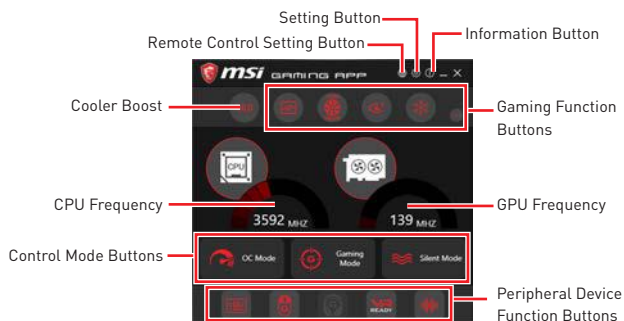 Setting Button
Remote Control Setting Button
Information Button
msi GAMING APP
Cooler Boost
Gaming Function
Buttons
CPU
CPU Frequency
GPU Frequency
3592 MHZ
139 MHZ
Control Mode Buttons
OC Mode
Gaming
Mode
Silent Mode
VR
READY
Peripheral Device
Function Buttons